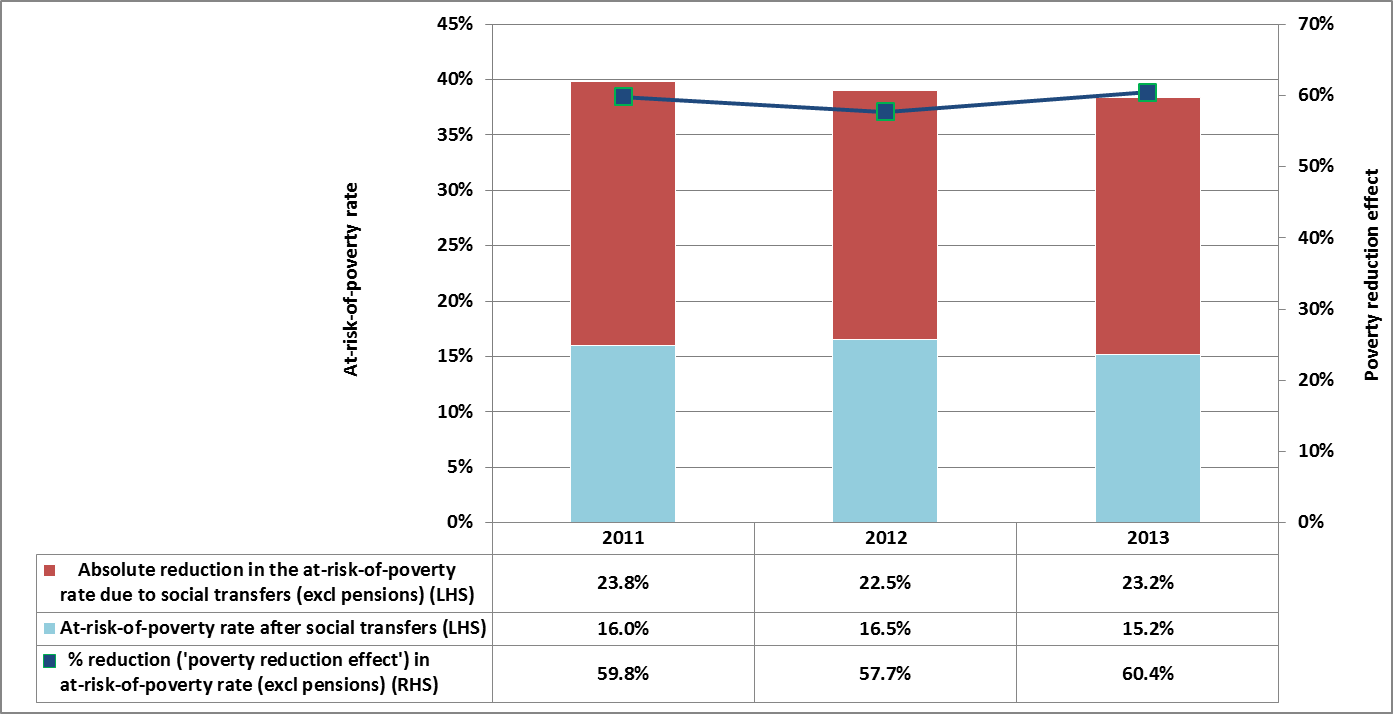 45%
40%
35%
30%
25%
20%
15%
10%
5%
0%
At-risk-of-poverty rate
70%
60%
50%
40%
30%
20%
10%
0%
Poverty reduction effect
2011 2012 2013
Absolute reduction in the at-risk-of-poverty
rate due to social transfers (excl pensions) (LHS)
23.8% 22.5% 23.2%
At-risk-of-poverty rate after social transfers (LHS) 16.0% 16.5% 15.2%
% reduction ('poverty reduction effect') in
at-risk-of-poverty rate (excl pensions) (RHS)
59.8% 57.7% 60.4%